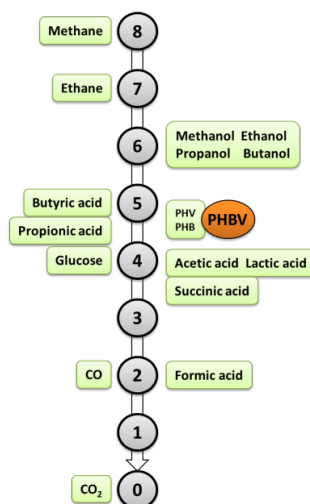 Methane 8
Ethane 7
6 Methanol Ethanol
Propanol Butanol
Butyric acid 5 PHV PHBV
Propionic acid PHB
Glucose 4 Acetic acid Lactic acid
Succinic acid
3
CO 2 Formic acid
1
CO₂ 0